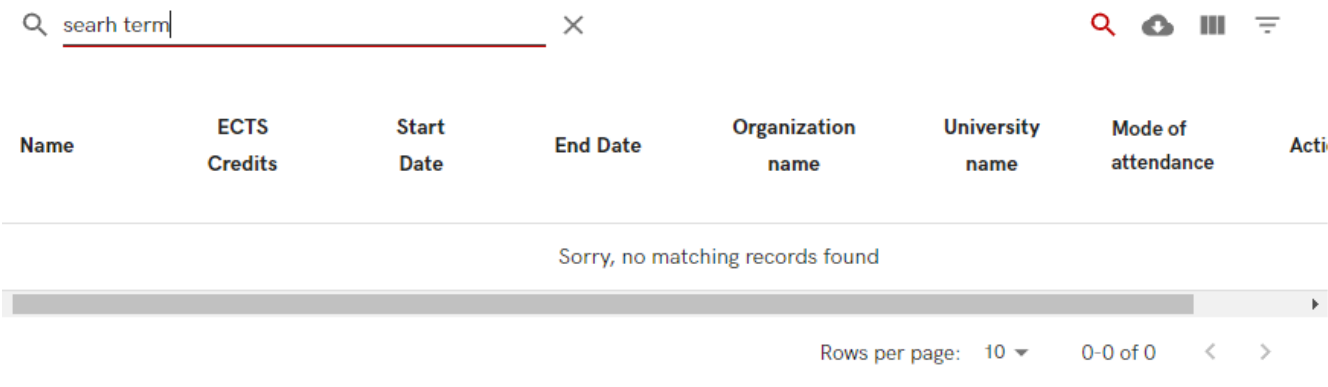 searh term
Name
ECTS Credits
Start Date
End Date
Organization name
University name
Mode of attendance
Acti
Sorry, no matching records found
Rows per page: 10 0-0 of 0